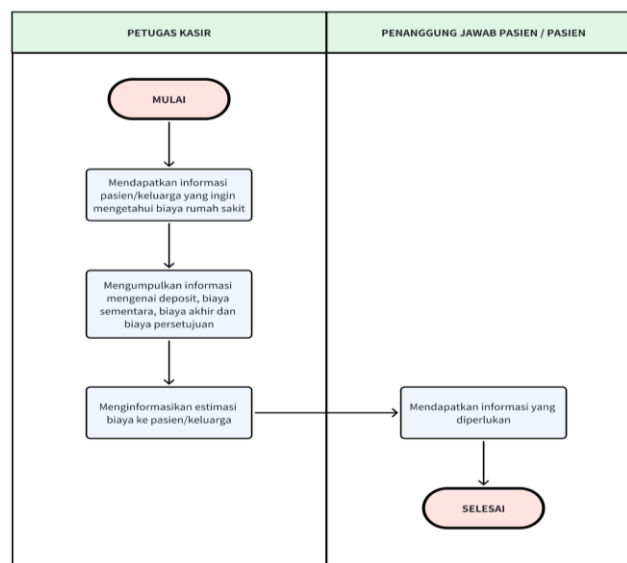 PETUGAS KASIR
PENANGGUNG JAWAB PASIEN / PASIEN
MULAI
Mendapatkan informasi
pasien/keluarga yang ingin
mengetahui biaya rumah sakit
Mengumpulkan informasi
mengenai deposit, biaya
sementara, biaya akhir dan
biaya persetujuan
Menginformasikan estimasi
biaya ke pasien/keluarga
Mendapatkan informasi yang
diperlukan
SELESAI